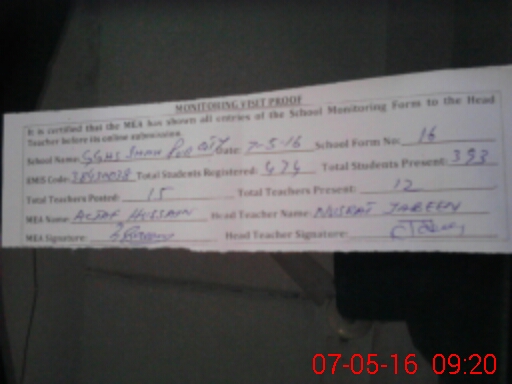 MONITORING VISIT PROOF
It is certified that the MEA has shown all entries of the School Monitoring Form to the Head
Teacher before its online submission.
School Name: GGHS Date: 7-5-16 School Form No: 16
EMIS Code: Total Students Registered: 474 Total Students Present: 393
Total Teachers Posted: 15 Total Teachers Present: 12
MEA Name: ALTAF HUSSAIN Head Teacher Name: NUSRAT JABEEN
MEA Signature: Head Teacher Signature:
07-05-16 09:20